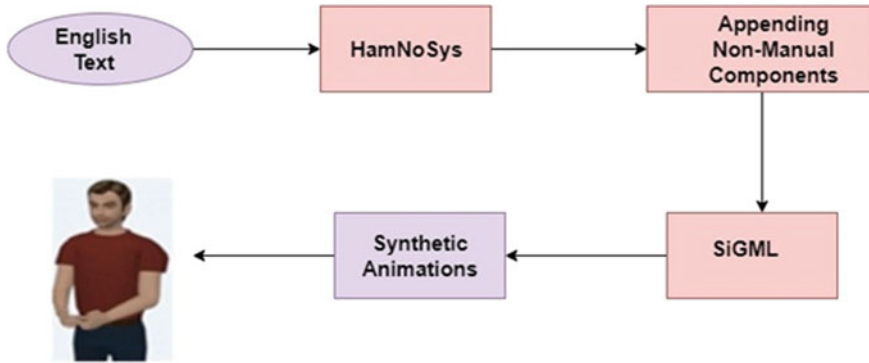 English
Text
HamNoSys
Appending
Non-Manual
Components
SiGML
Synthetic
Animations